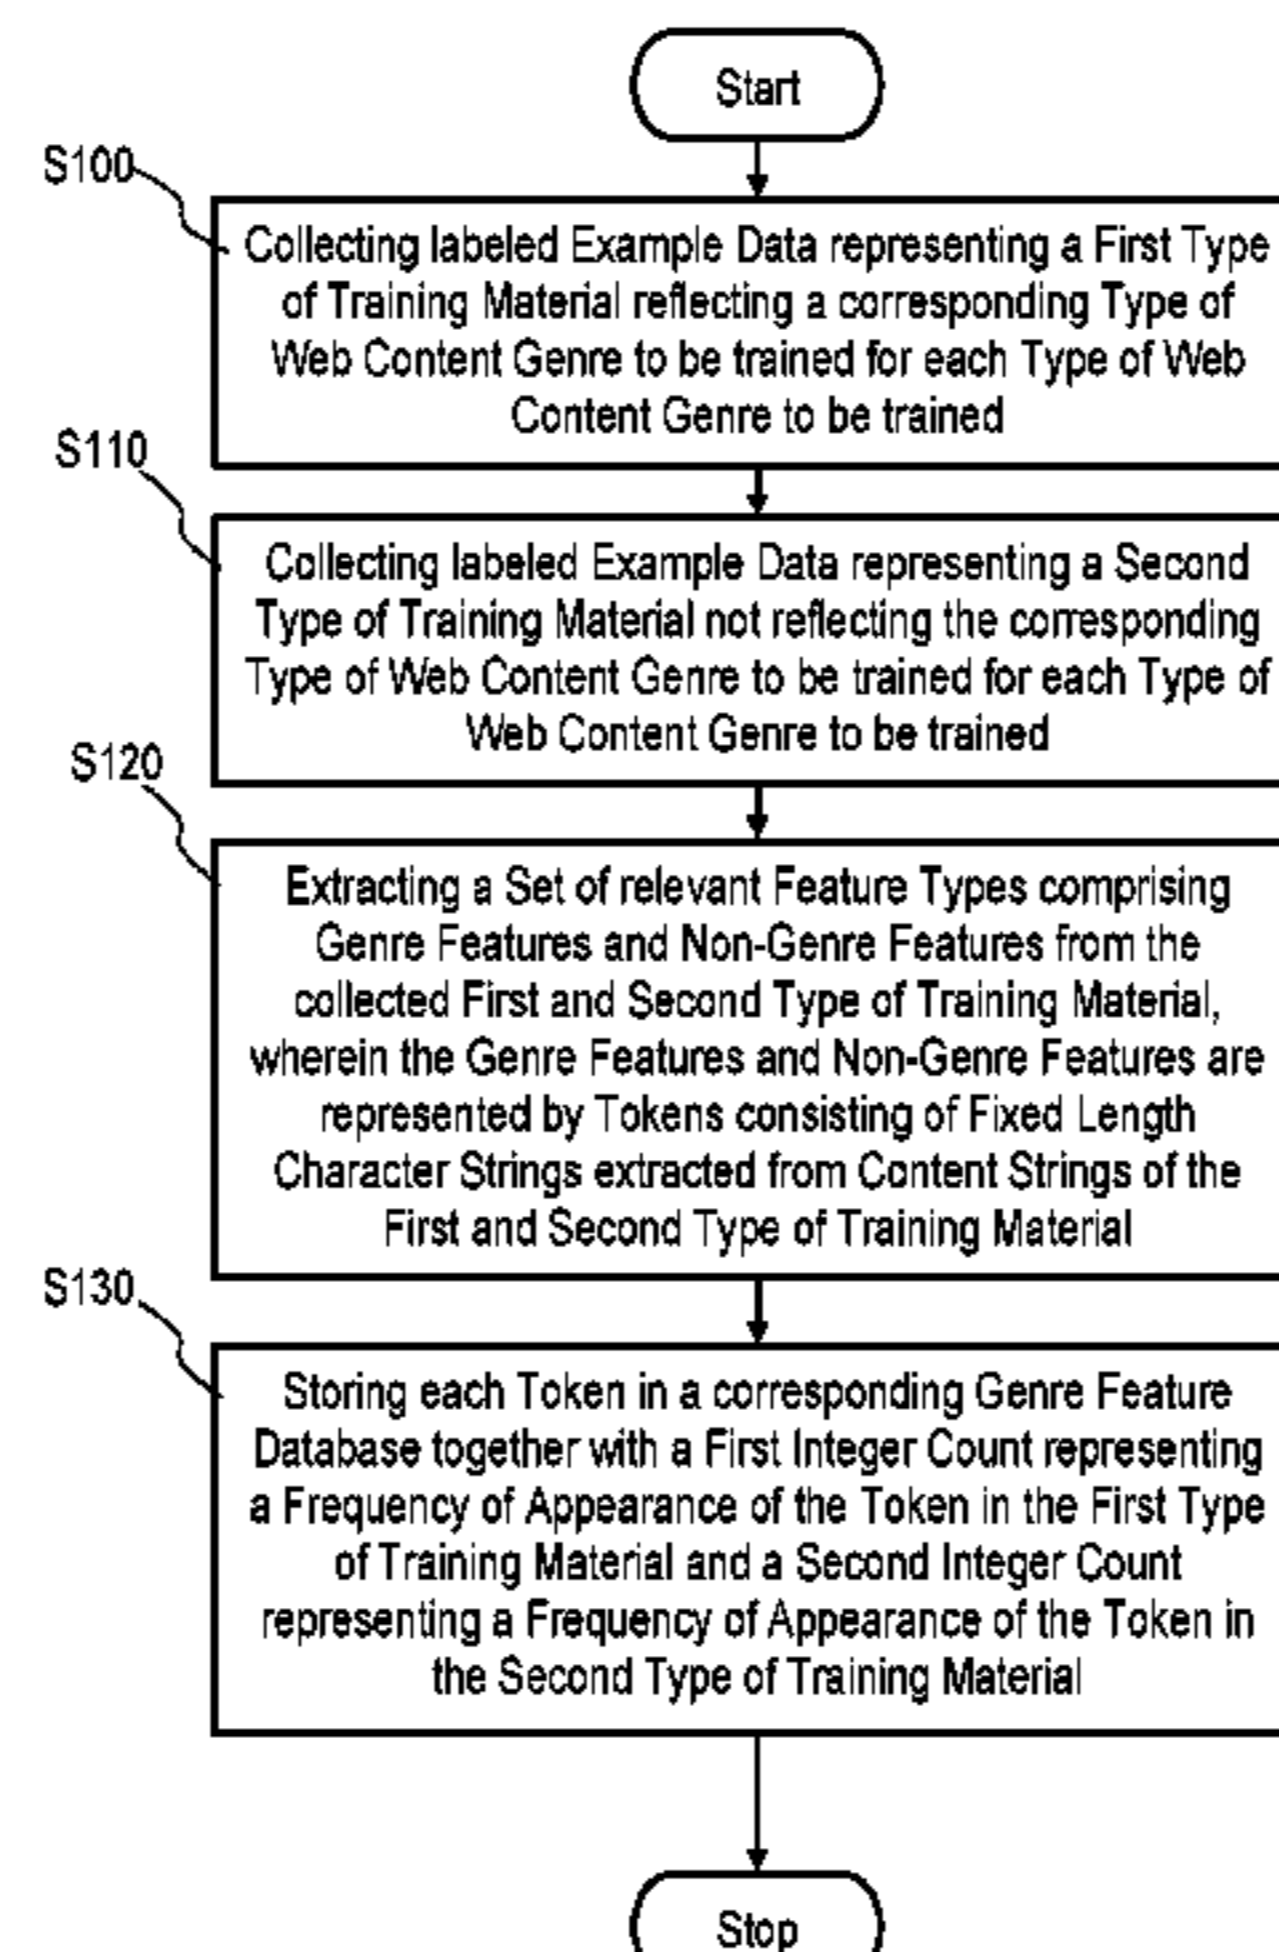 Start
S100
Collecting labeled Example Data representing a First Type
of Training Material reflecting a corresponding Type of
Web Content Genre to be trained for each Type of Web
Content Genre to be trained
S110
Collecting labeled Example Data representing a Second
Type of Training Material not reflecting the corresponding
Type of Web Content Genre to be trained for each Type of
Web Content Genre to be trained
S120
Extracting a Set of relevant Feature Types comprising
Genre Features and Non-Genre Features from the
collected First and Second Type of Training Material,
wherein the Genre Features and Non-Genre Features are
represented by Tokens consisting of Fixed Length
Character Strings extracted from Content Strings of the
First and Second Type of Training Material
S130
Storing each Token in a corresponding Genre Feature
Database together with a First Integer Count representing
a Frequency of Appearance of the Token in the First Type
of Training Material and a Second Integer Count
representing a Frequency of Appearance of the Token in
the Second Type of Training Material
Stop